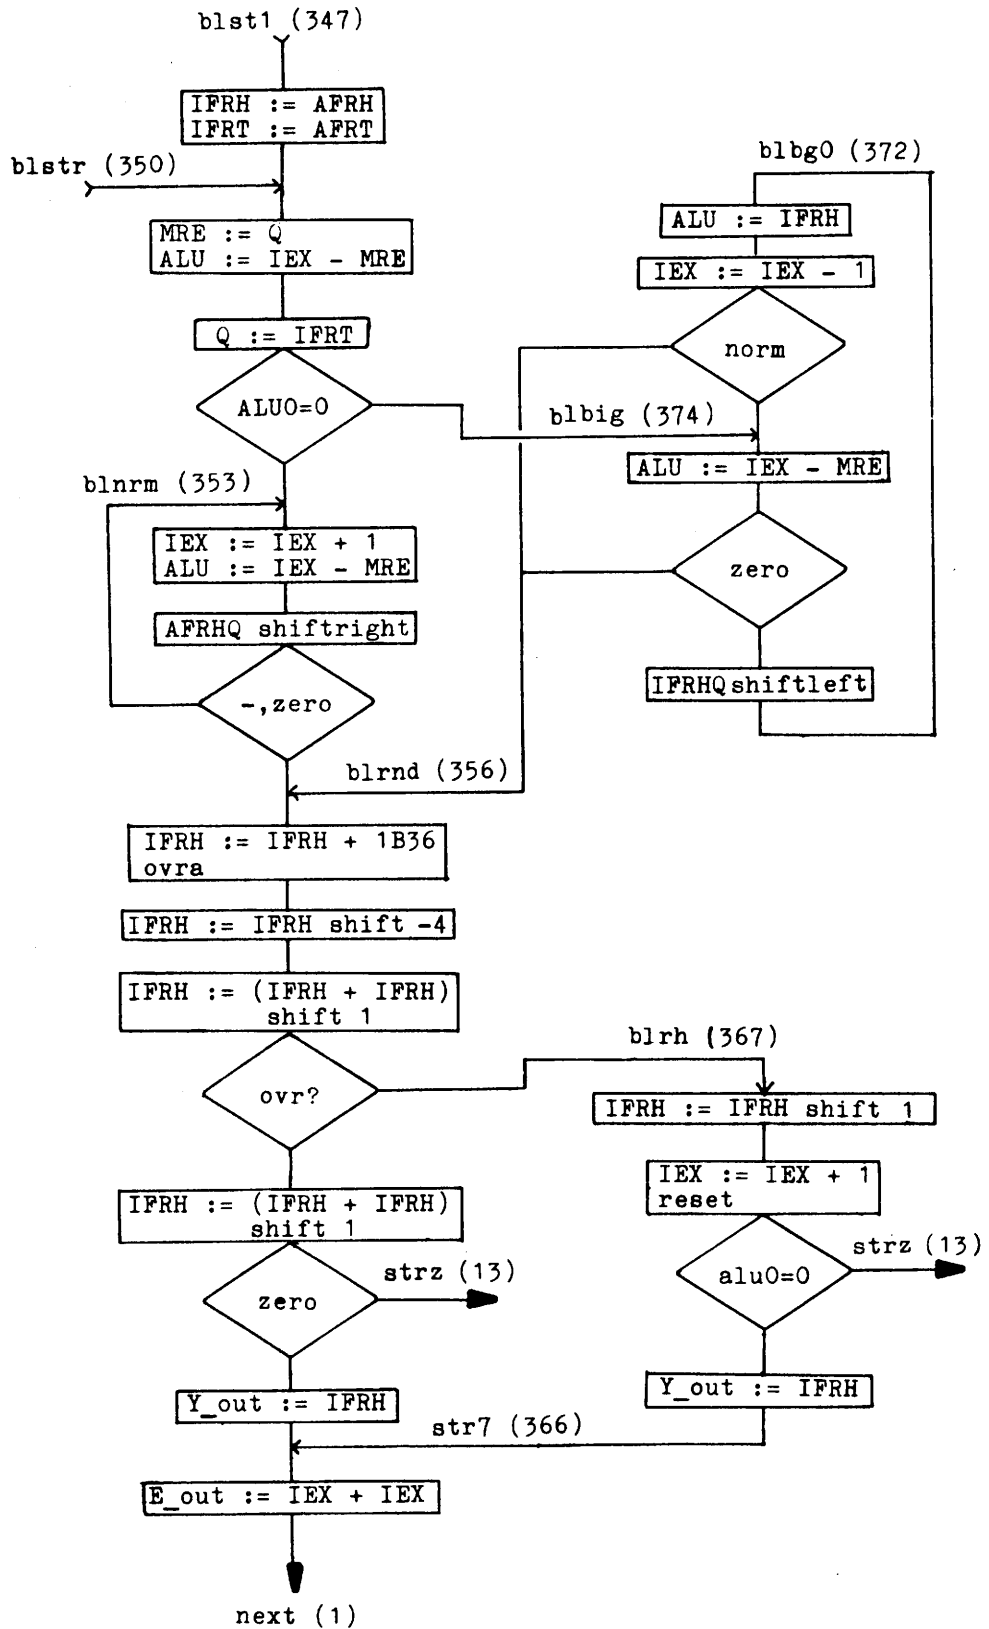 blst1 (347)
IFRH := AFRH
IFRT := AFRT
blstr (350)
MRE := Q
ALU := IEX - MRE
Q := IFRT
ALU0=0
blnrm (353)
IEX := IEX + 1
ALU := IEX - MRE
AFRHQ shiftright
-,zero
blbg0 (372)
ALU := IFRH
IEX := IEX - 1
norm
blbig (374)
ALU := IEX - MRE
zero
IFRHQshiftleft
blrnd (356)
IFRH := IFRH + 1B36
ovra
IFRH := IFRH shift -4
IFRH := (IFRH + IFRH)
shift 1
ovr?
blrh (367)
IFRH := IFRH shift 1
IEX := IEX + 1
reset
alu0=0
strz (13)
Y_out := IFRH
IFRH := (IFRH + IFRH)
shift 1
zero
strz (13)
Y_out := IFRH
str7 (366)
E_out := IEX + IEX
next (1)